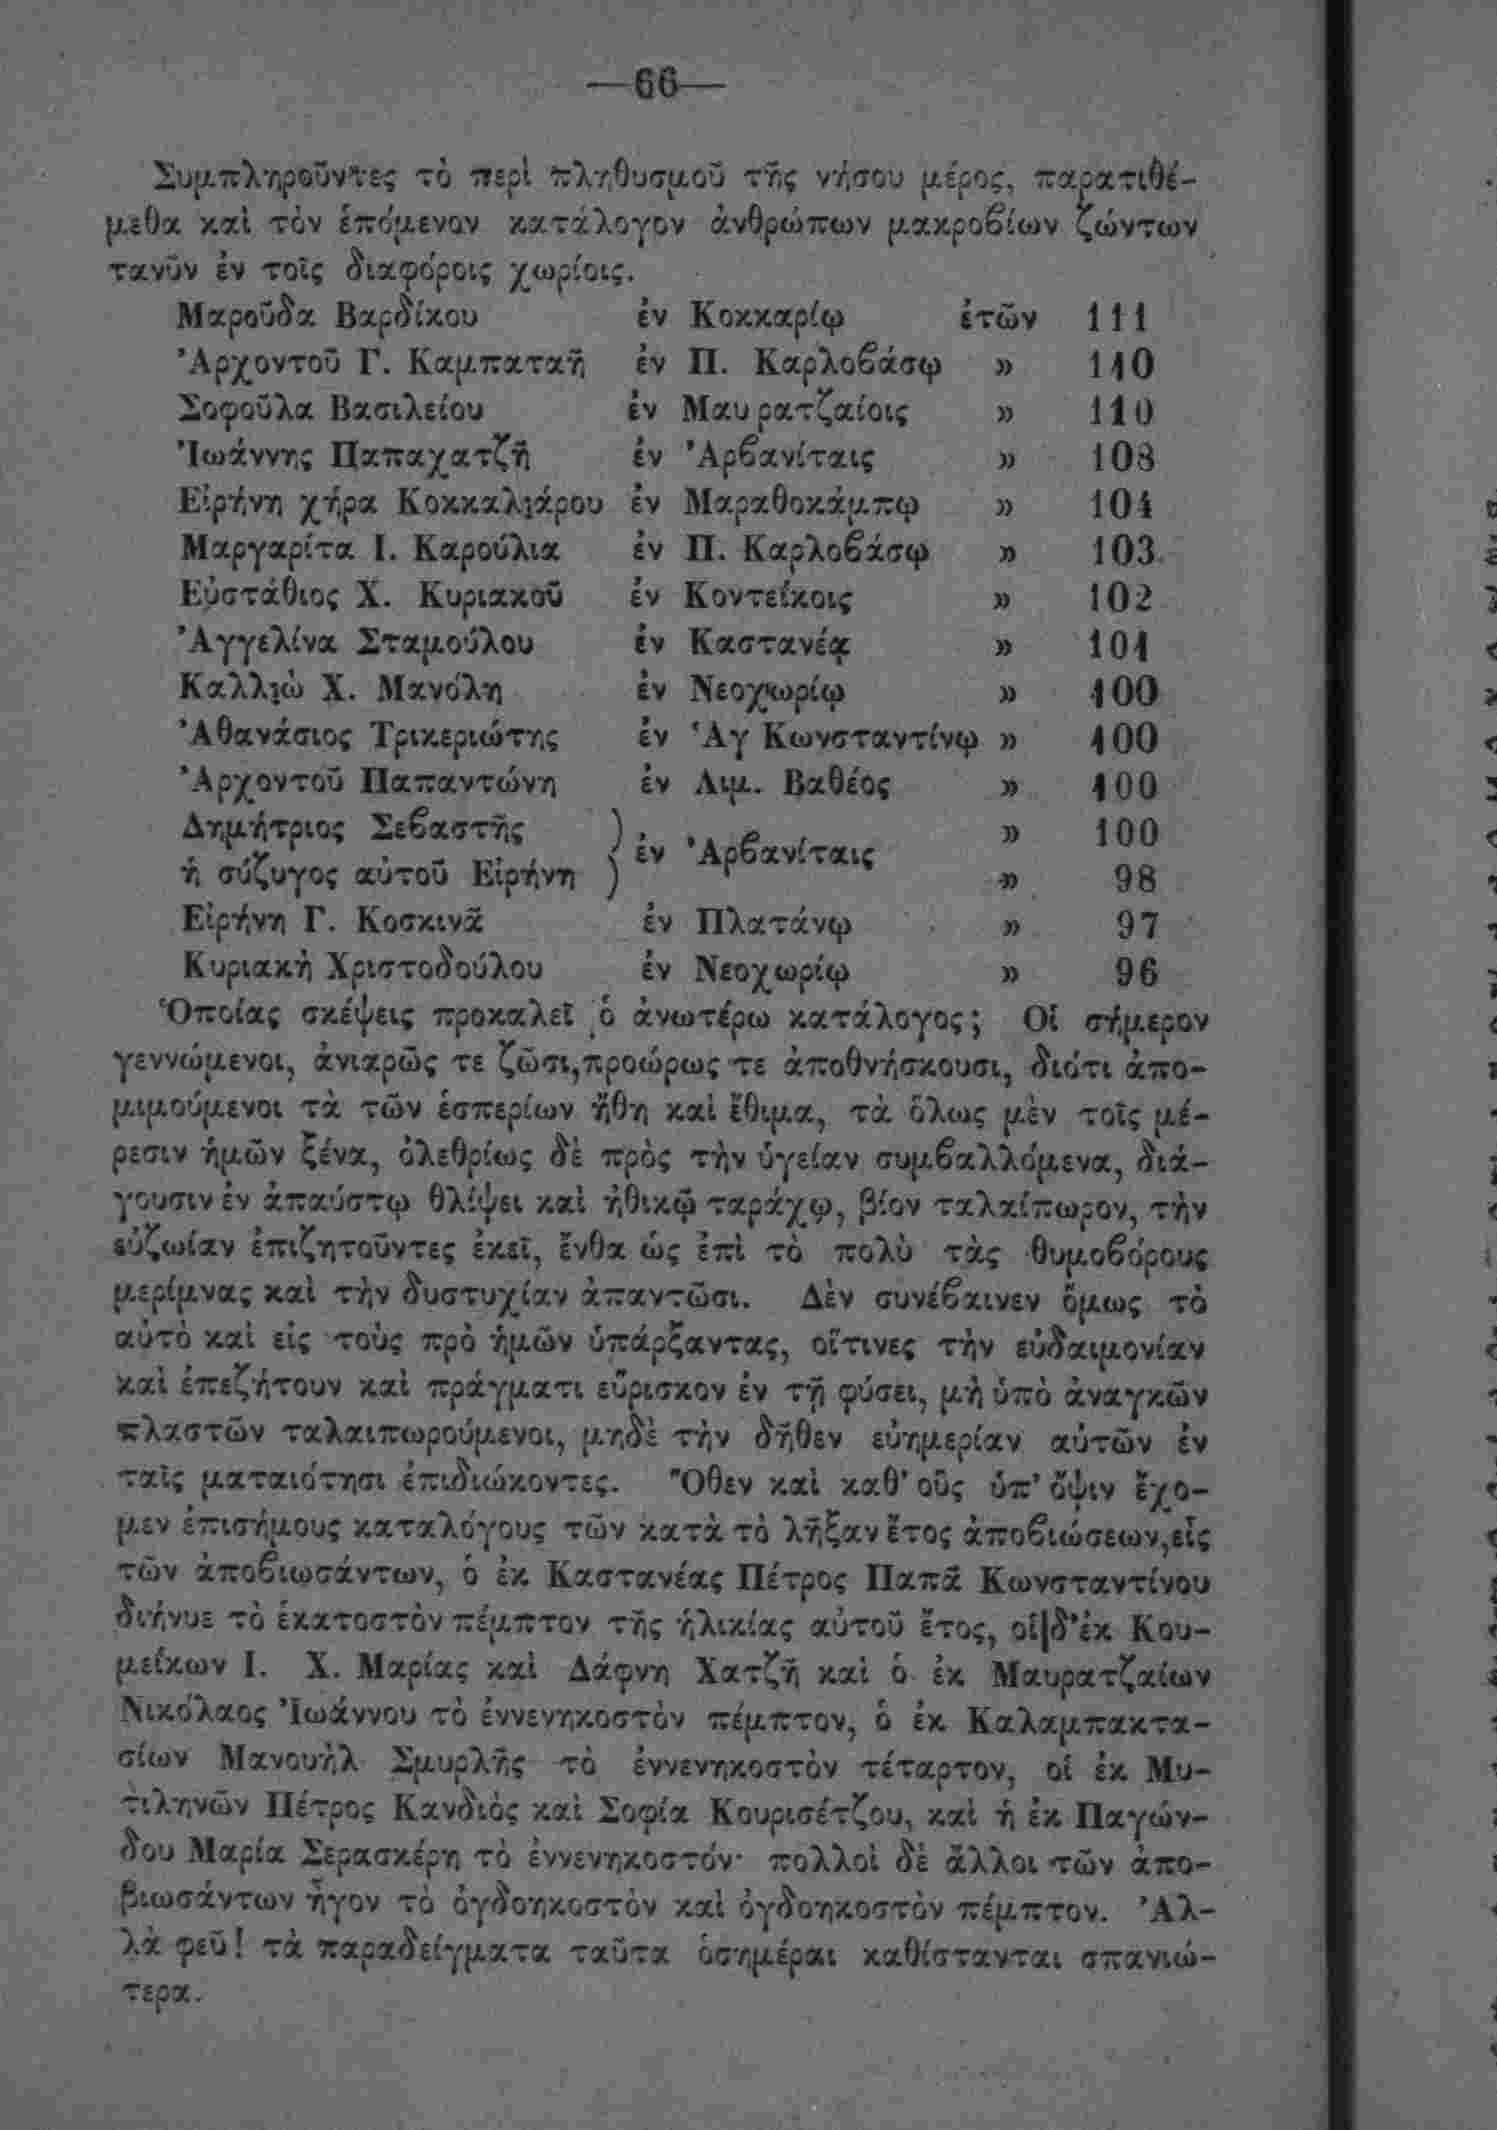 —66—
Συμπληροῦντες τὸ περὶ πληθυσμοῦ τῆς νήσου μέρος, παρατιθέ-
μεθα καὶ τὸν ἑπόμενον κατάλογον ἀνθρώπων μακροβίων ζώντων
τανῦν ἐν τοῖς διαφόροις χωρίοις.
Μαροῦδα Βαρδίκου ἐν Κοκκαρίῳ ἐτῶν 111
Ἀρχοντοῦ Γ. Καμπαταῆ ἐν Π. Καρλοβάσῳ » 110
Σοφοῦλα Βασιλείου ἐν Μαυρατζαίοις » 110
Ἰωάννης Παπαχατζῆ ἐν Ἀρβανίταις » 108
Εἰρήνη χήρα Κοκκαλιάρου ἐν Μαραθοκάμπῳ » 104
Μαργαρίτα Ι. Καρούλια ἐν Π. Καρλοβάσῳ » 103
Εὐστάθιος Χ. Κυριακοῦ ἐν Κοντεΐκοις » 102
Ἀγγελίνα Σταμούλου ἐν Καστανέᾳ » 101
Καλλιὼ Χ. Μανόλη ἐν Νεοχωρίῳ » 100
Ἀθανάσιος Τρικεριώτης ἐν Ἁγ Κωνσταντίνῳ » 100
Ἀρχοντοῦ Παπαντώνη ἐν Λιμ. Βαθέος » 100
Δημήτριος Σεβαστῆς ) ἐν Ἀρβανίταις » 100
ἡ σύζυγος αὐτοῦ Εἰρήνη ) » 98
Εἰρήνη Γ. Κοσκινᾶ ἐν Πλατάνῳ » 97
Κυριακὴ Χριστοδούλου ἐν Νεοχωρίῳ » 96
Ὁποίας σκέψεις προκαλεῖ ὁ ἀνωτέρω κατάλογος; Οἱ σήμερον
γεννώμενοι, ἀνιαρῶς τε ζῶσι, προώρως τε ἀποθνήσκουσι, διότι ἀπο-
μιμούμενοι τὰ τῶν ἑσπερίων ἤθη καὶ ἔθιμα, τὰ ὅλως μὲν τοῖς μέ-
ρεσιν ἡμῶν ξένα, ὀλεθρίως δὲ πρὸς τὴν ὑγείαν συμβαλλόμενα, διά-
γουσιν ἐν ἀπαύστῳ θλίψει καὶ ἠθικῷ ταράχῳ, βίον ταλαίπωρον, τὴν
εὐζωίαν ἐπιζητοῦντες ἐκεῖ, ἔνθα ὡς ἐπὶ τὸ πολὺ τὰς θυμοβόρους
μερίμνας καὶ τὴν δυστυχίαν ἀπαντῶσι. Δὲν συνέβαινεν ὅμως τὸ
αὐτὸ καὶ εἰς τοὺς πρὸ ἡμῶν ὑπάρξαντας, οἵτινες τὴν εὐδαιμονίαν
καὶ ἐπεζήτουν καὶ πράγματι εὕρισκον ἐν τῇ φύσει, μὴ ὑπὸ ἀναγκῶν
πλαστῶν ταλαιπωρούμενοι, μηδὲ τὴν δῆθεν εὐημερίαν αὐτῶν ἐν
ταῖς ματαιότησι ἐπιδιώκοντες. Ὅθεν καὶ καθ' οὓς ὑπ' ὄψιν ἔχο-
μεν ἐπισήμους καταλόγους τῶν κατὰ τὸ λῆξαν ἔτος ἀποβιώσεων, εἷς
τῶν ἀποβιωσάντων, ὁ ἐκ Καστανέας Πέτρος Παπᾶ Κωνσταντίνου
διήνυε τὸ ἑκατοστὸν πέμπτον τῆς ἡλικίας αὐτοῦ ἔτος, οἱ δ' ἐκ Κου-
μεΐκων Ι. Χ. Μαρίας καὶ Δάφνη Χατζῆ καὶ ὁ ἐκ Μαυρατζαίων
Νικόλαος Ἰωάννου τὸ ἐννενηκοστὸν πέμπτον, ὁ ἐκ Καλαμπακτα-
σίων Μανουὴλ Σμυρλῆς τὸ ἐννενηκοστὸν τέταρτον, οἱ ἐκ Μυ-
τιληνῶν Πέτρος Κανδιὸς καὶ Σοφία Κουρισέτζου, καὶ ἡ ἐκ Παγών-
δου Μαρία Σερασκέρη τὸ ἐννενηκοστόν· πολλοὶ δὲ ἄλλοι τῶν ἀπο-
βιωσάντων ἦγον τὸ ὀγδοηκοστὸν καὶ ὀγδοηκοστὸν πέμπτον. Ἀλ-
λὰ φεῦ! τὰ παραδείγματα ταῦτα ὁσημέραι καθίστανται σπανιώ-
τερα.